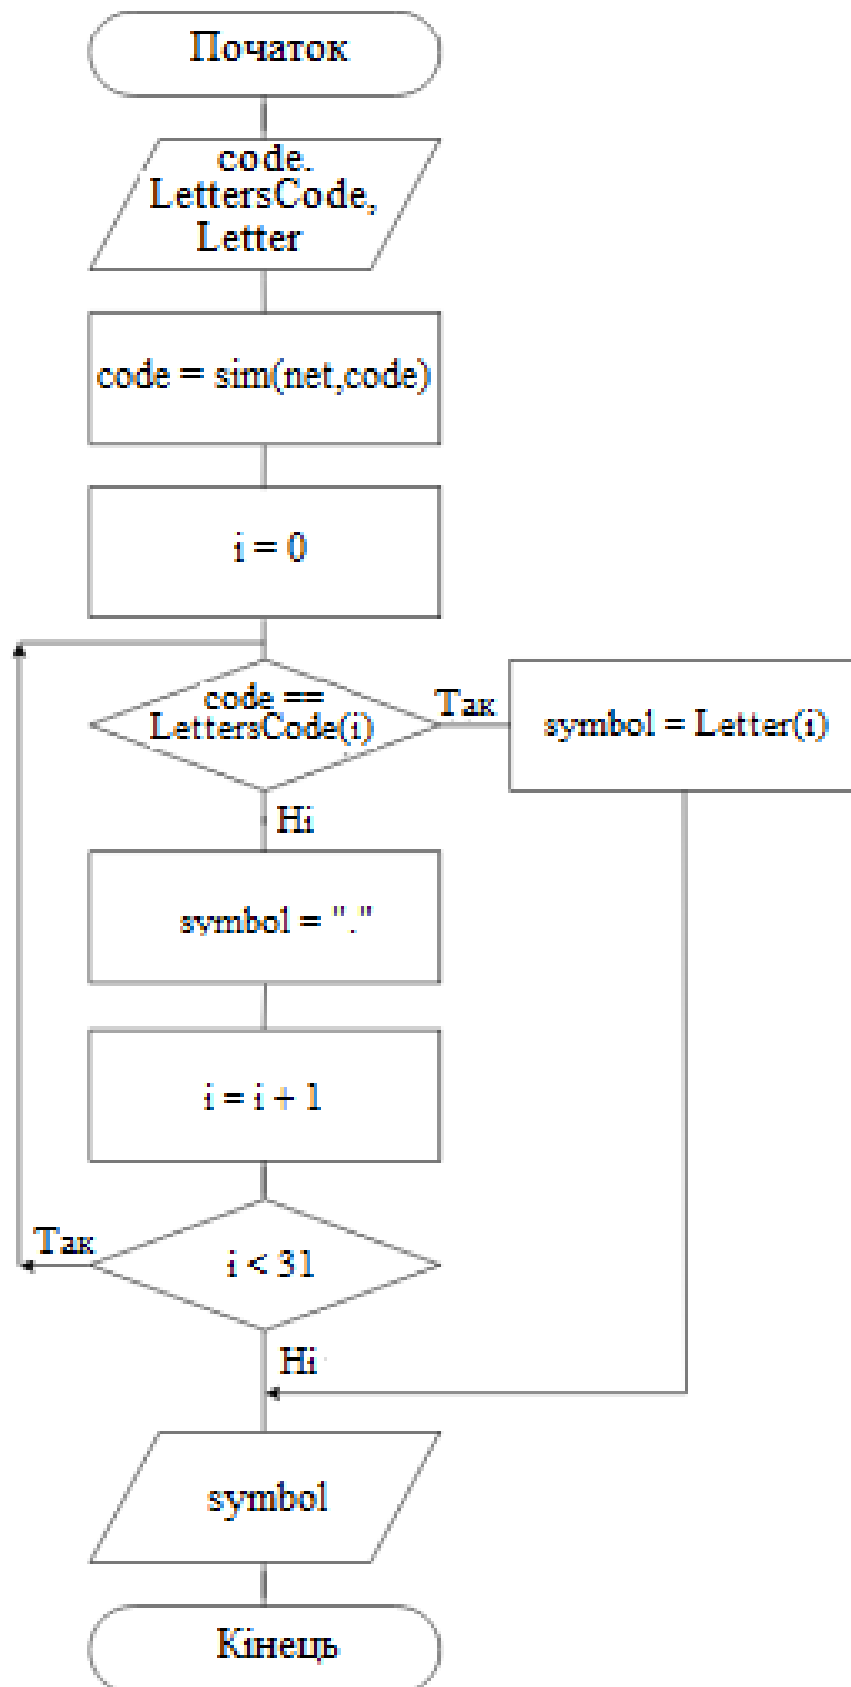 Початок
code.
LettersCode,
Letter
code = sim(net,code)
i = 0
code ==
LettersCode(i)
Так
symbol = Letter(i)
Ні
symbol = "."
i = i + 1
Так
i < 31
Ні
symbol
Кінець